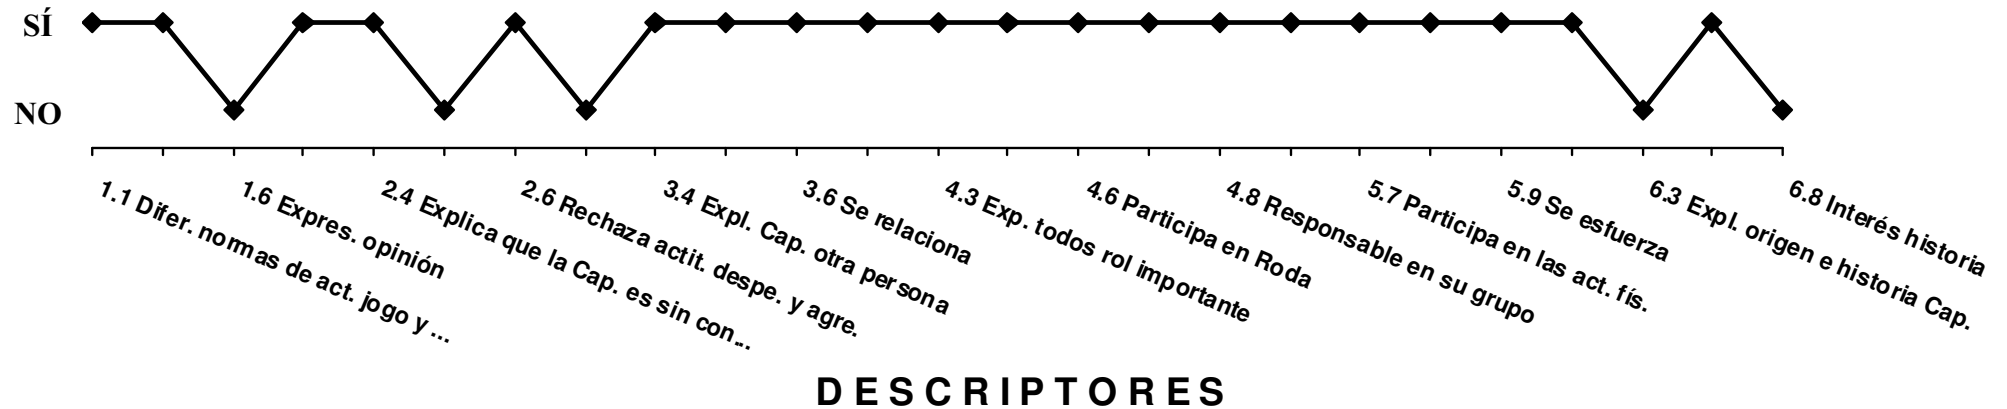 SÍ
NO
1.1 Difer. normas de act. jogo y ...
1.6 Expres. opinión
2.4 Explica que la Cap. es sin con...
2.6 Rechaza actit. despe. y agre.
3.4 Expl. Cap. otra persona
3.6 Se relaciona
4.3 Exp. todos rol importante
4.6 Participa en Roda
4.8 Responsable en su grupo
5.7 Participa en las act. fís.
5.9 Se esfuerza
6.3 Expl. origen e historia Cap.
6.8 Interés historia
DESCRIPTORES